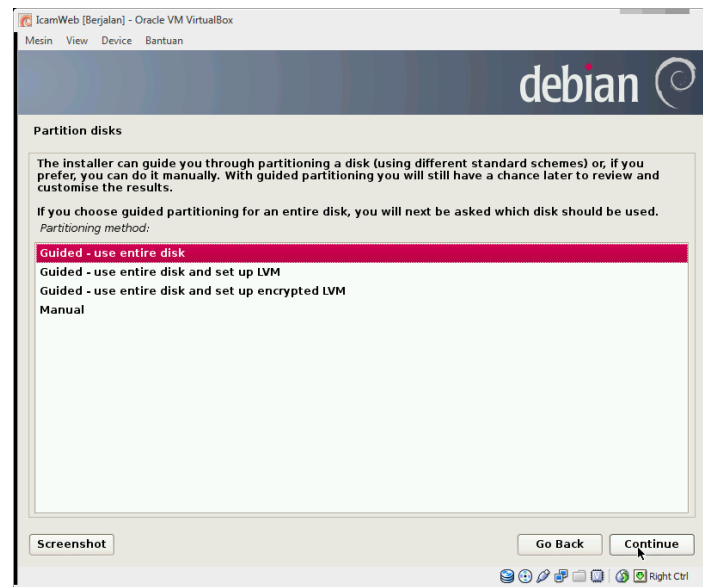 IcamWeb [Berjalan] - Oracle VM VirtualBox
Mesin View Device Bantuan
debian
Partition disks
The installer can guide you through partitioning a disk (using different standard schemes) or, if you
prefer, you can do it manually. With guided partitioning you will still have a chance later to review and
customise the results.
If you choose guided partitioning for an entire disk, you will next be asked which disk should be used.
Partitioning method:
Guided - use entire disk
Guided - use entire disk and set up LVM
Guided - use entire disk and set up encrypted LVM
Manual
Screenshot Go Back Continue
Right Ctrl